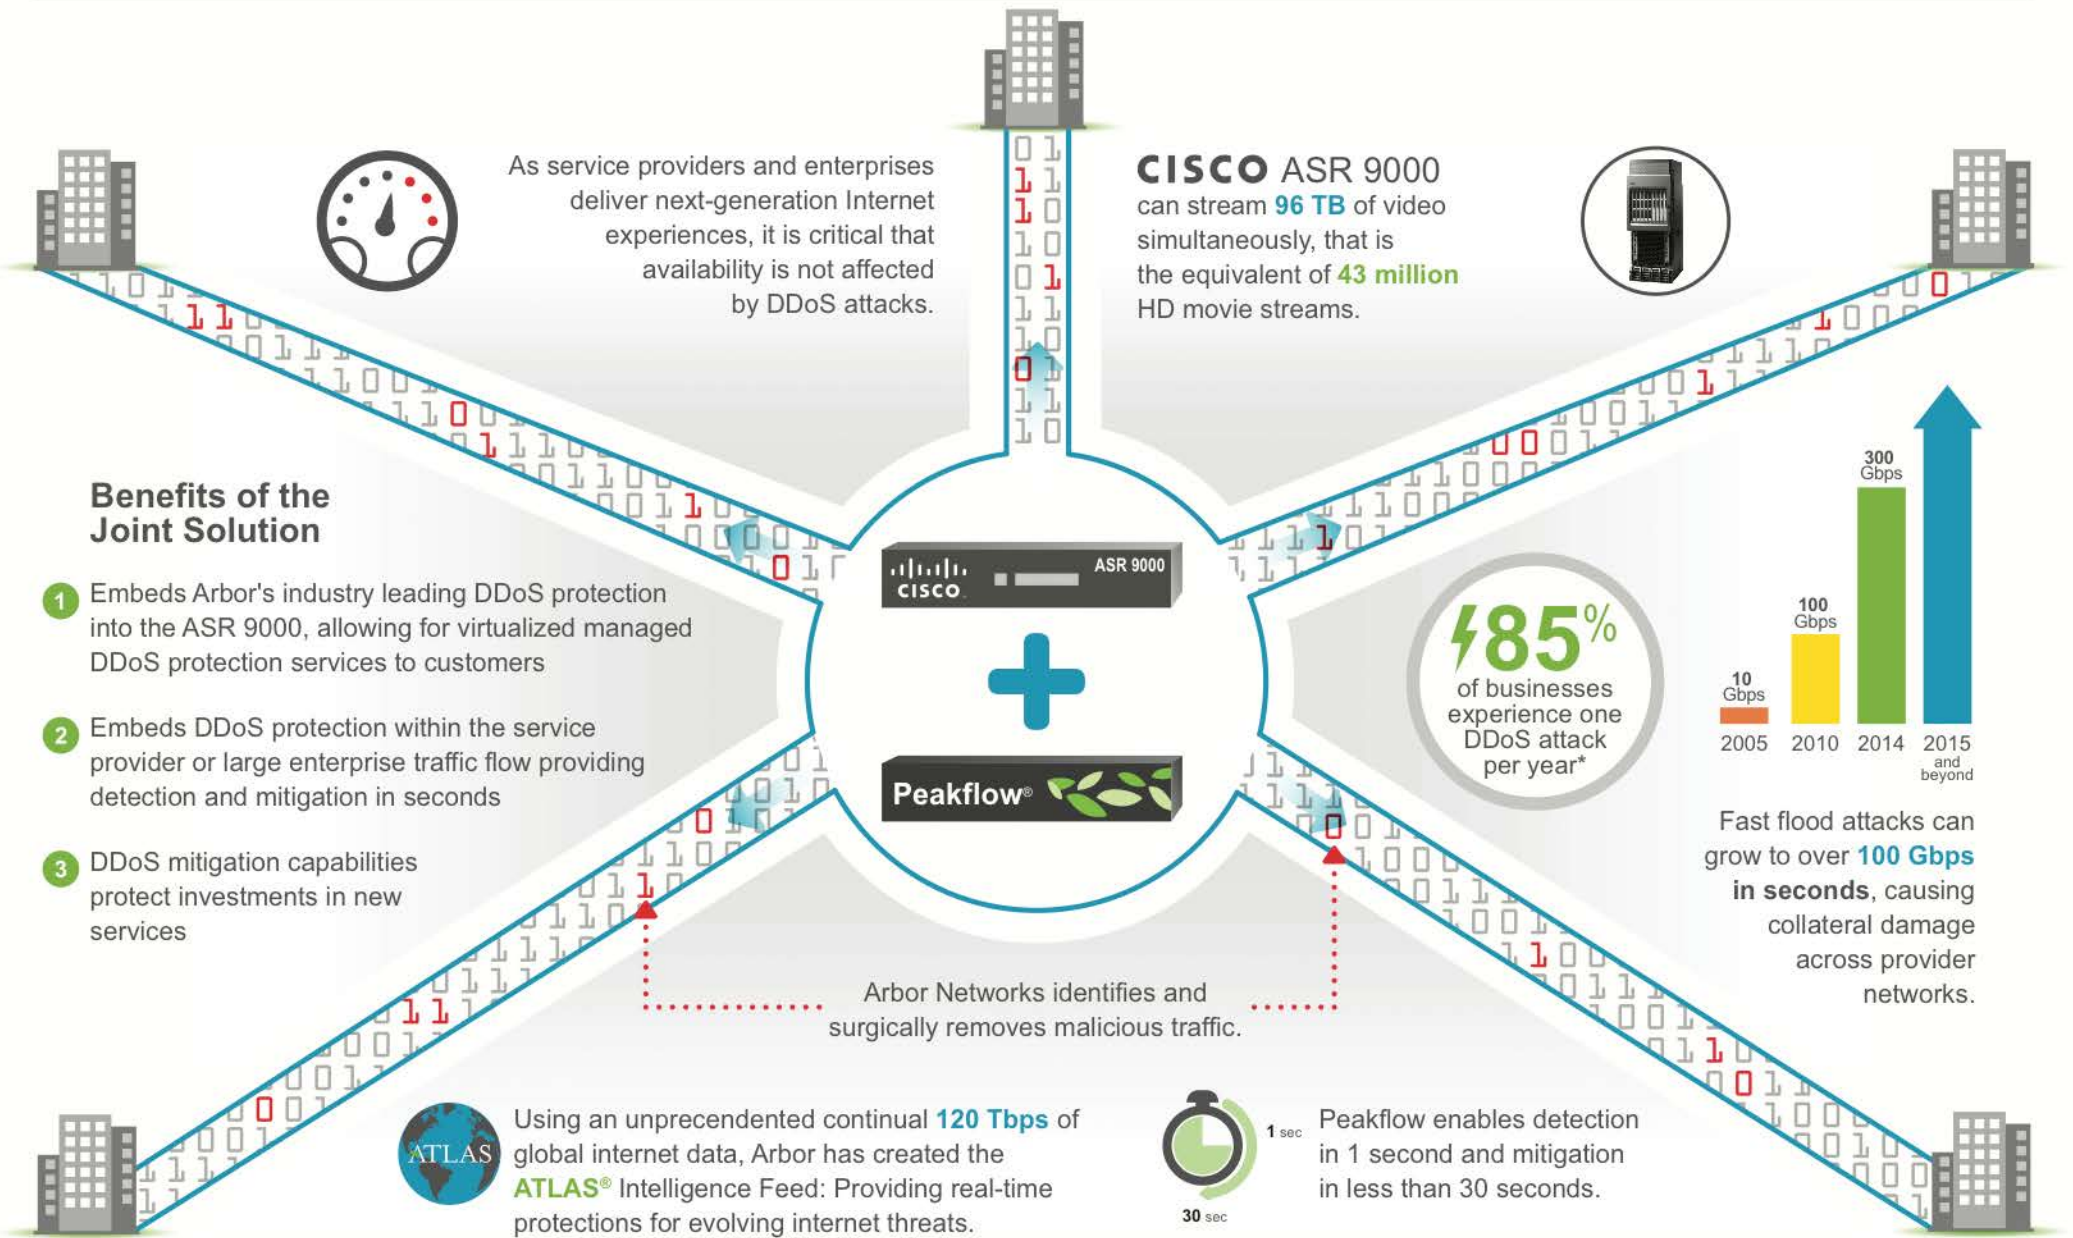 As service providers and enterprises
deliver next-generation Internet
experiences, it is critical that
availability is not affected
by DDoS attacks.
CISCO ASR 9000
can stream 96 TB of video
simultaneously, that is
the equivalent of 43 million
HD movie streams.
Benefits of the
Joint Solution
1 Embeds Arbor's industry leading DDoS protection
into the ASR 9000, allowing for virtualized managed
DDoS protection services to customers
2 Embeds DDoS protection within the service
provider or large enterprise traffic flow providing
detection and mitigation in seconds
3 DDoS mitigation capabilities
protect investments in new
services
CISCO
ASR 9000
Peakflow®
85%
of businesses
experience one
DDoS attack
per year*
10
Gbps
100
Gbps
300
Gbps
2005 2010 2014 2015
and
beyond
Fast flood attacks can
grow to over 100 Gbps
in seconds, causing
collateral damage
across provider
networks.
Arbor Networks identifies and
surgically removes malicious traffic.
ATLAS
Using an unprecendented continual 120 Tbps of
global internet data, Arbor has created the
ATLAS® Intelligence Feed: Providing real-time
protections for evolving internet threats.
1 sec
30 sec
Peakflow enables detection
in 1 second and mitigation
in less than 30 seconds.